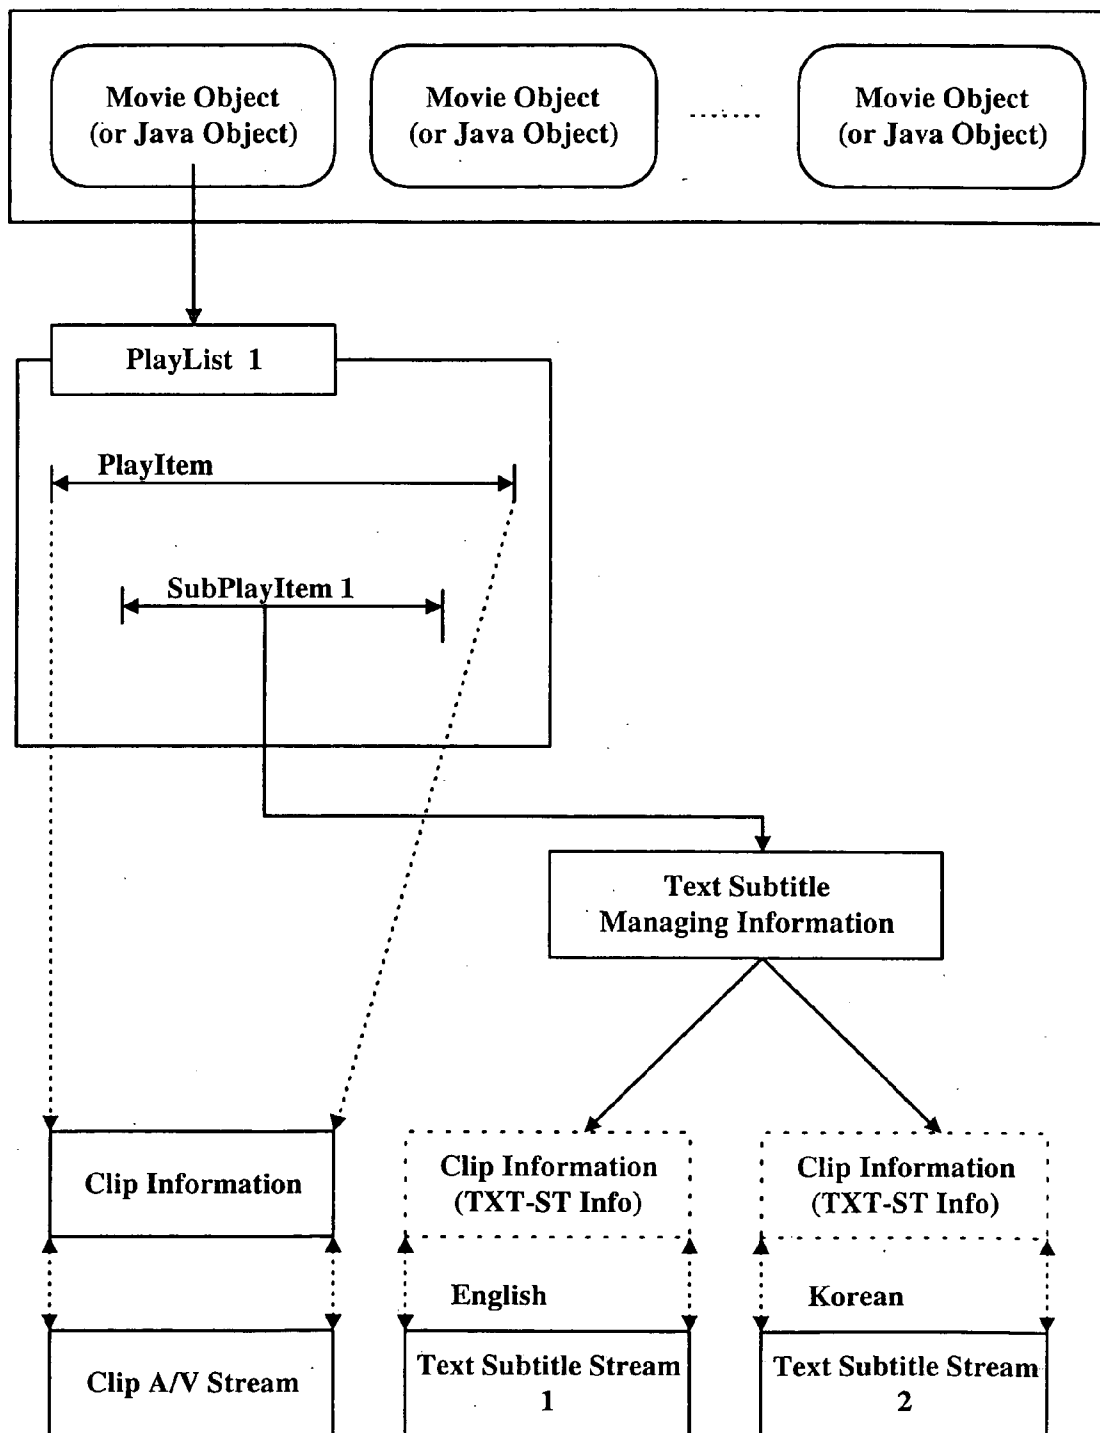 Movie Object
(or Java Object)
Movie Object
(or Java Object)
Movie Object
(or Java Object)
PlayList 1
PlayItem
SubPlayItem 1
Text Subtitle
Managing Information
Clip Information
Clip Information
(TXT-ST Info)
Clip Information
(TXT-ST Info)
English
Korean
Clip A/V Stream
Text Subtitle Stream
1
Text Subtitle Stream
2